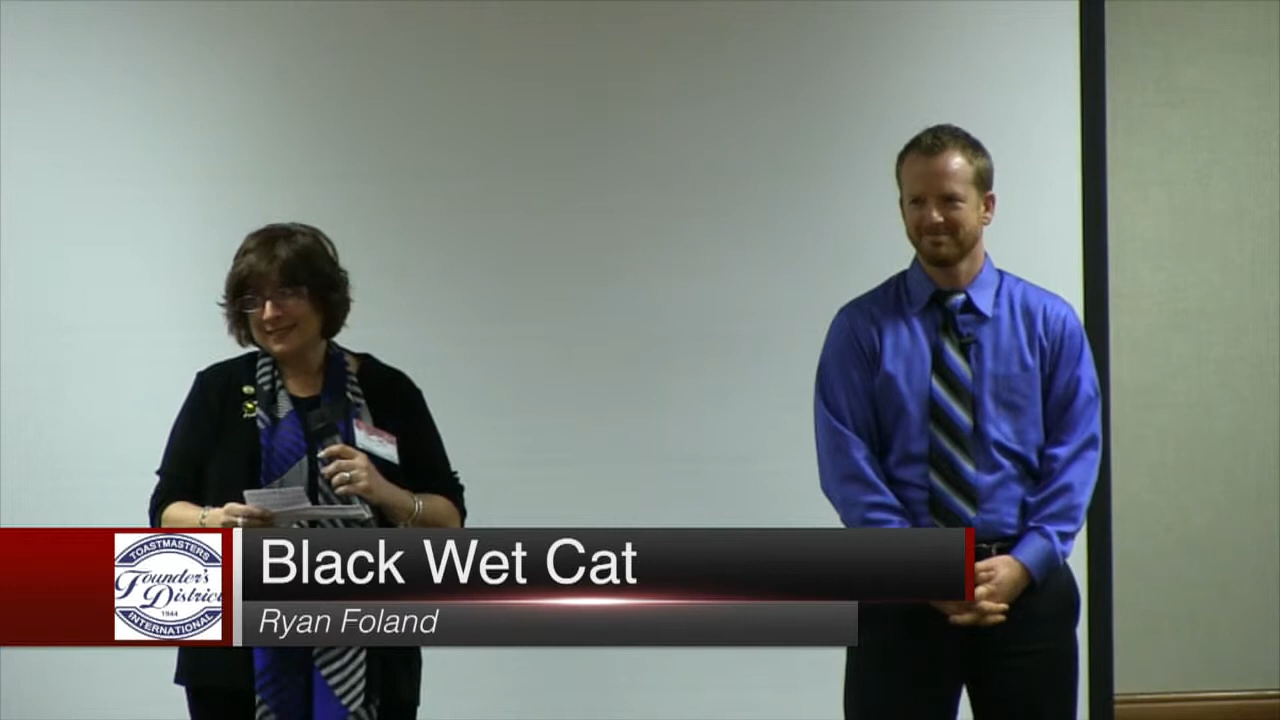 Black Wet Cat
Ryan Foland
TOASTMASTERS
Founder's
District
1944
INTERNATIONAL